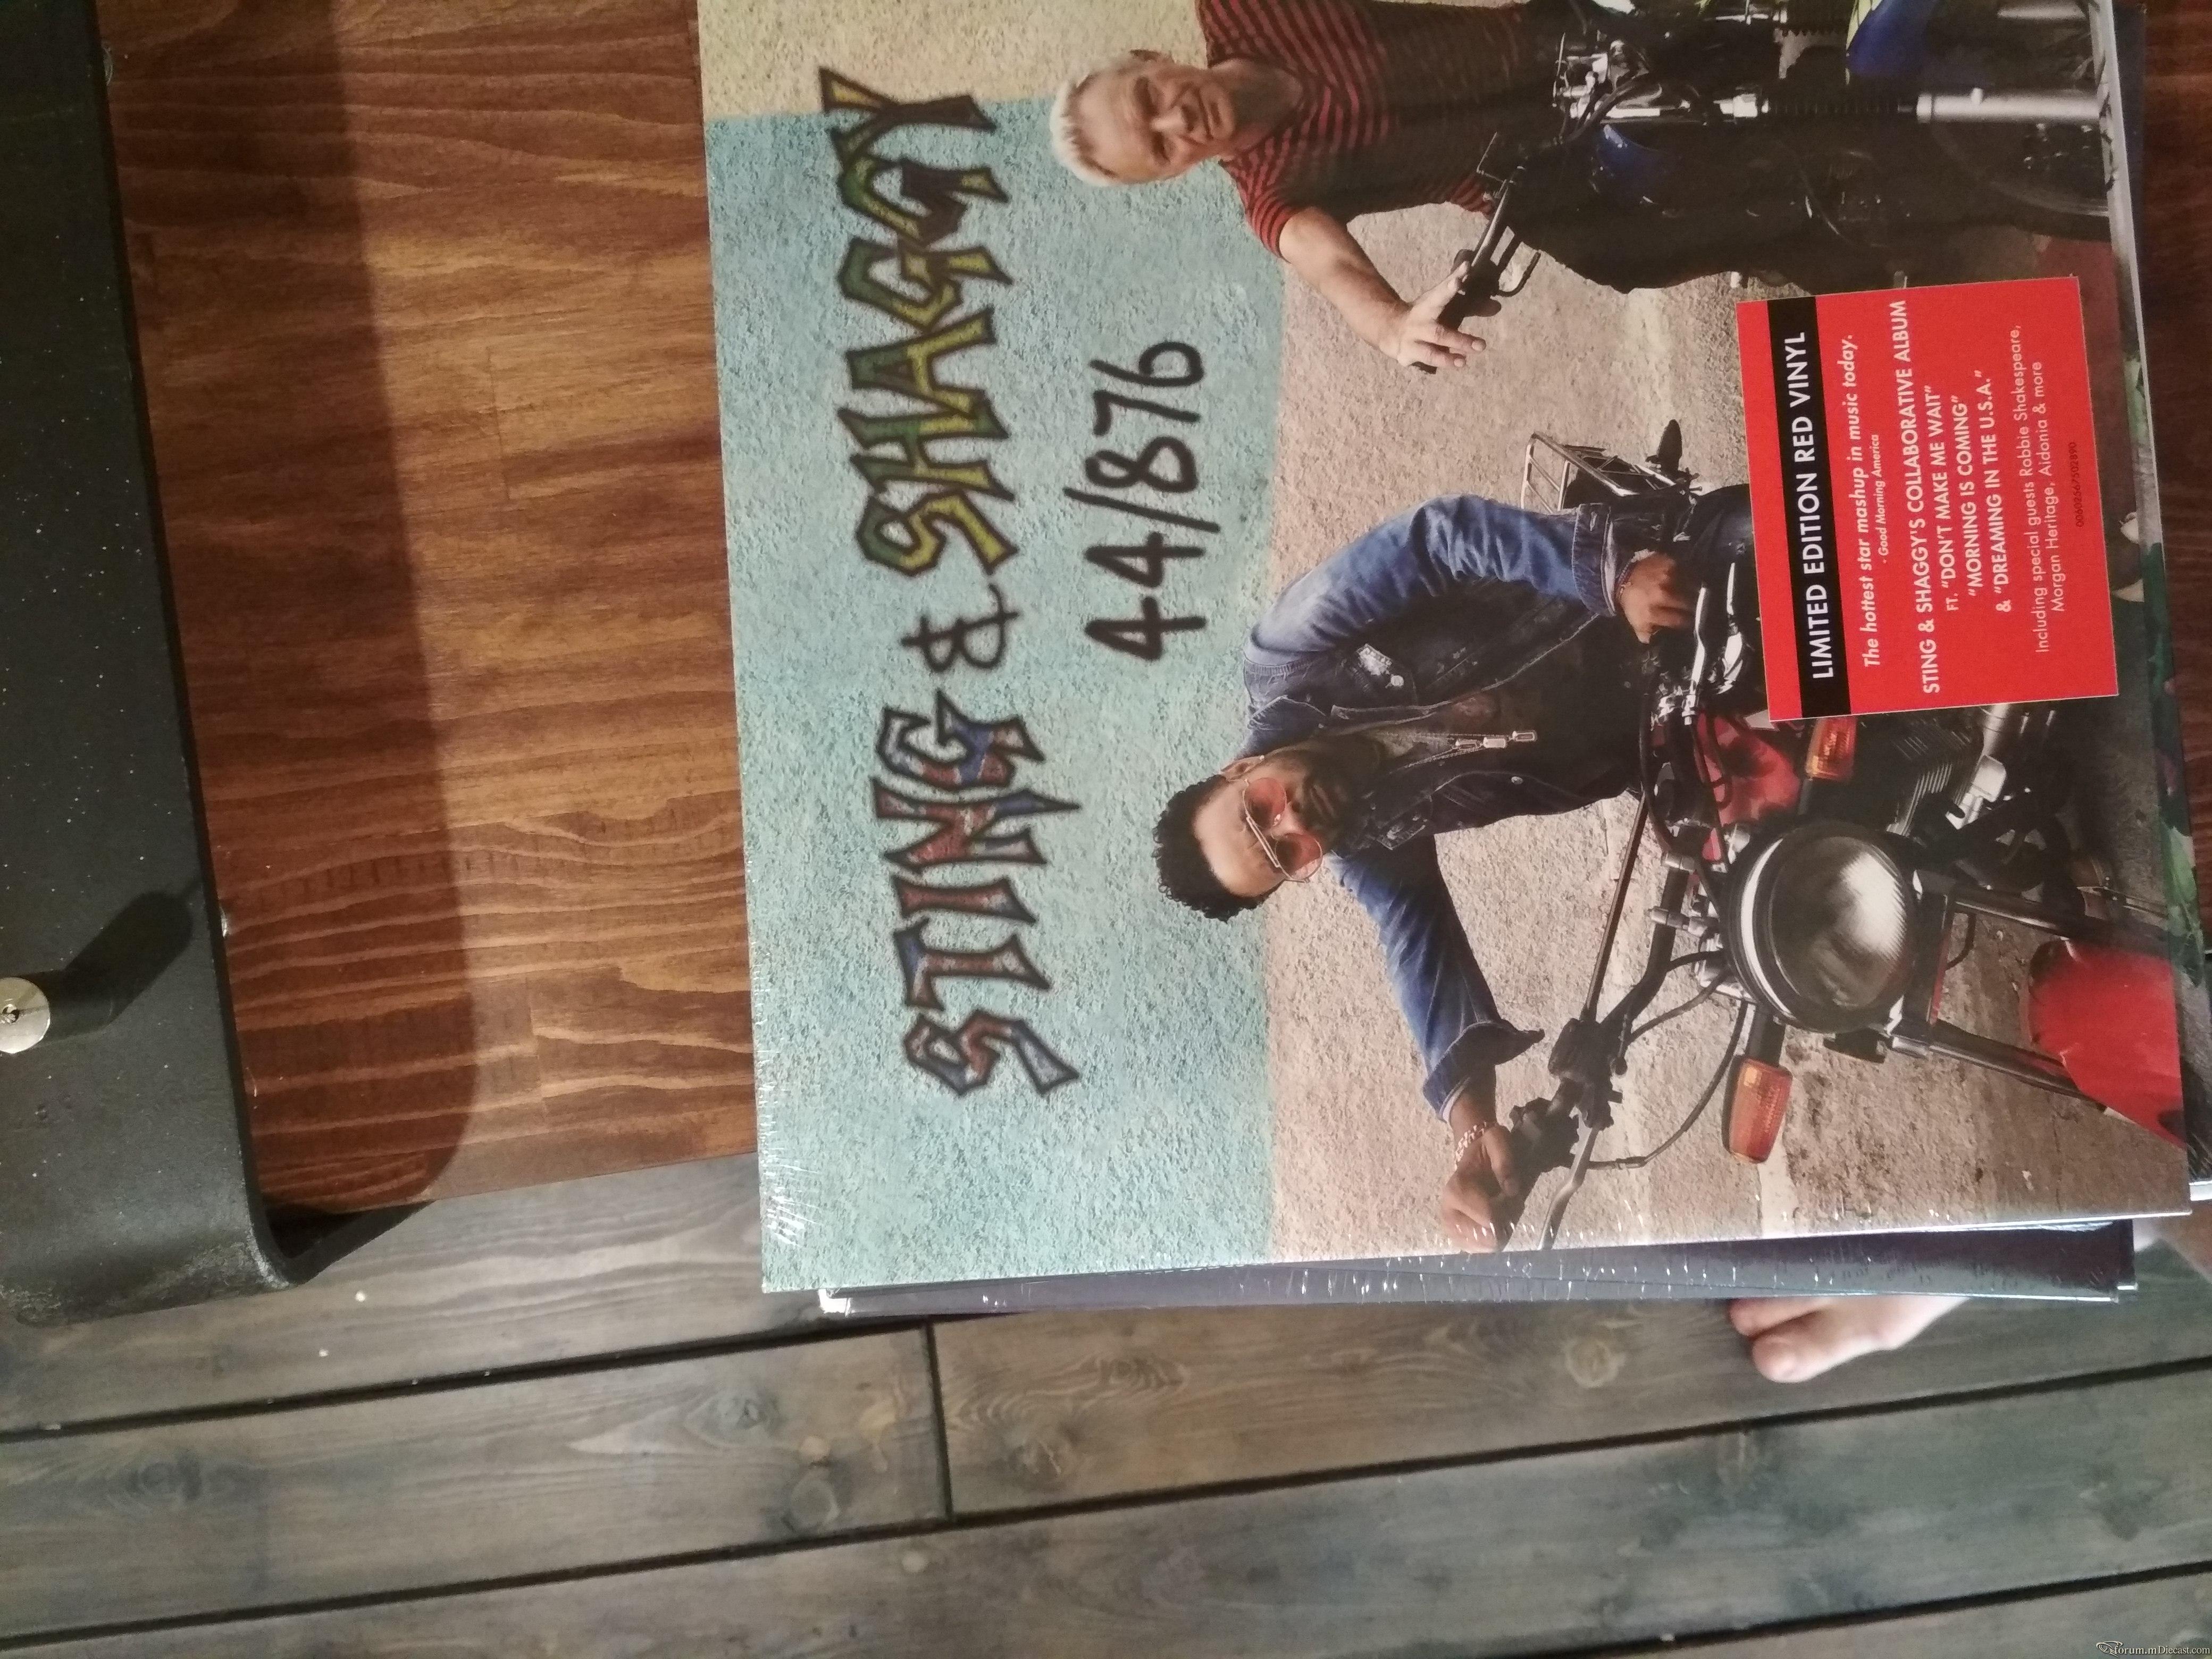 STING & SHAGGY
44/876
LIMITED EDITION RED VINYL
The hottest star mashup in music today.
- Good Morning America
STING & SHAGGY'S COLLABORATIVE ALBUM
FT. "DON'T MAKE ME WAIT"
"MORNING IS COMING"
& "DREAMING IN THE U.S.A."
Including special guests Robbie Shakespeare,
Morgan Heritage, Aidonia & more
forum.mDiecast.com